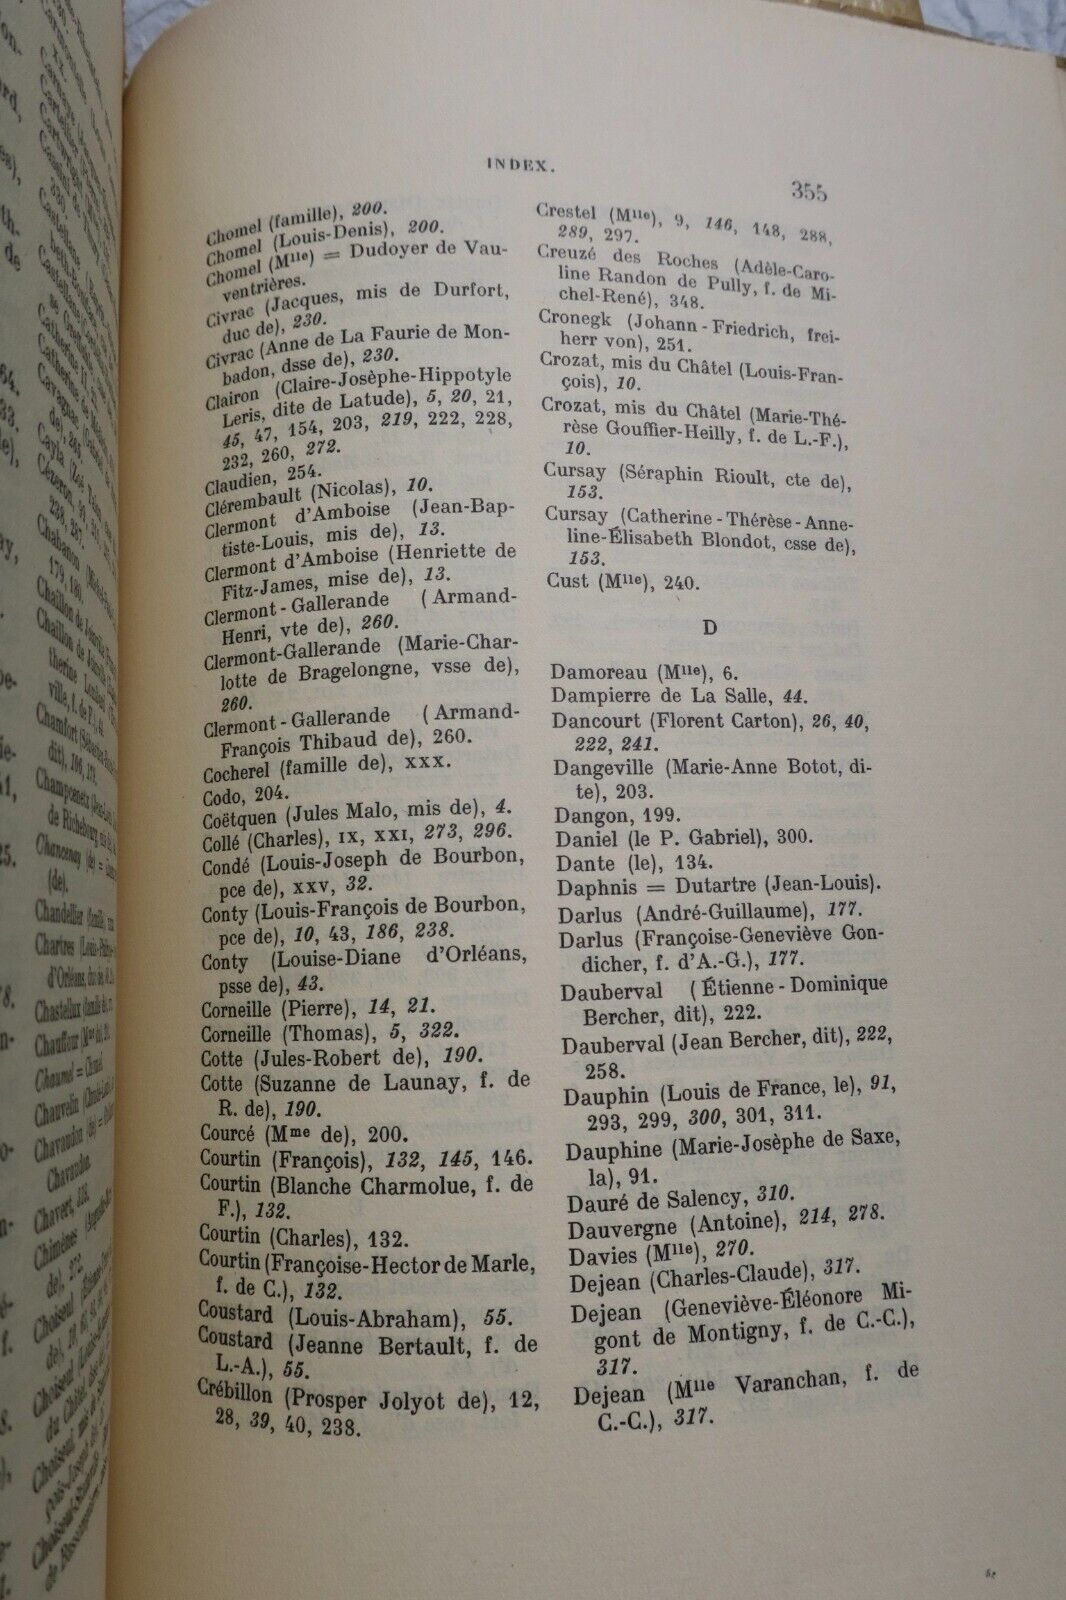 INDEX.
355
Chomel (famille), 200.
Chomel (Louis-Denis), 200.
Chomel (Mlle) = Dudoyer de Vau-
ventrières.
Civrac (Jacques, mis de Durfort,
duc de), 230.
Civrac (Anne de La Faurie de Mon-
badon, dsse de), 230.
Clairon (Claire-Josèphe-Hippotyle
Leris, dite de Latude), 5, 20, 21,
45, 47, 154, 203, 219, 222, 228,
232, 260, 272.
Claudien, 254.
Clérembault (Nicolas), 10.
Clermont d'Amboise (Jean-Bap-
tiste-Louis, mis de), 13.
Clermont d'Amboise (Henriette de
Fitz-James, mise de), 13.
Clermont-Gallerande (Armand-
Henri, vte de), 260.
Clermont-Gallerande (Marie-Char-
lotte de Bragelongne, vsse de),
260.
Clermont-Gallerande (Armand-
François Thibaud de), 260.
Cocherel (famille de), XXX.
Codo, 204.
Coëtquen (Jules Malo, mis de), 4.
Collé (Charles), IX, XXI, 273, 296.
Condé (Louis-Joseph de Bourbon,
pce de), XXV, 32.
Conty (Louis-François de Bourbon,
pce de), 10, 43, 186, 238.
Conty (Louise-Diane d'Orléans,
psse de), 43.
Corneille (Pierre), 14, 21.
Corneille (Thomas), 5, 322.
Cotte (Jules-Robert de), 190.
Cotte (Suzanne de Launay, f. de
R. de), 190.
Courcé (Mme de), 200.
Courtin (François), 132, 145, 146.
Courtin (Blanche Charmolue, f. de
F.), 132.
Courtin (Charles), 132.
Courtin (Françoise-Hector de Marle,
f. de C.), 132.
Coustard (Louis-Abraham), 55.
Coustard (Jeanne Bertault, f. de
L.-A.), 55.
Crébillon (Prosper Jolyot de), 12,
28, 39, 40, 238.
Crestel (Mlle), 9, 146, 148, 288,
289, 297.
Creuzé des Roches (Adèle-Caro-
line Randon de Pully, f. de Mi-
chel-René), 348.
Cronegk (Johann-Friedrich, frei-
herr von), 251.
Crozat, mis du Châtel (Louis-Fran-
çois), 10.
Crozat, mis du Châtel (Marie-Thé-
rèse Gouffier-Heilly, f. de L.-F.),
10.
Cursay (Séraphin Rioult, cte de),
153.
Cursay (Catherine-Thérèse-Anne-
line-Élisabeth Blondot, csse de),
153.
Cust (Mlle), 240.
D
Damoreau (Mlle), 6.
Dampierre de La Salle, 44.
Dancourt (Florent Carton), 26, 40,
222, 241.
Dangeville (Marie-Anne Botot, di-
te), 203.
Dangon, 199.
Daniel (le P. Gabriel), 300.
Dante (le), 134.
Daphnis = Dutartre (Jean-Louis).
Darlus (André-Guillaume), 177.
Darlus (Françoise-Geneviève Gon-
dicher, f. d'A.-G.), 177.
Dauberval (Étienne-Dominique
Bercher, dit), 222.
Dauberval (Jean Bercher, dit), 222,
258.
Dauphin (Louis de France, le), 91,
293, 299, 300, 301, 311.
Dauphine (Marie-Josèphe de Saxe,
la), 91.
Dauré de Salency, 310.
Dauvergne (Antoine), 214, 278.
Davies (Mlle), 270.
Dejean (Charles-Claude), 317.
Dejean (Geneviève-Éléonore Mi-
gont de Montigny, f. de C.-C.),
317.
Dejean (Mlle Varanchan, f. de
C.-C.), 317.